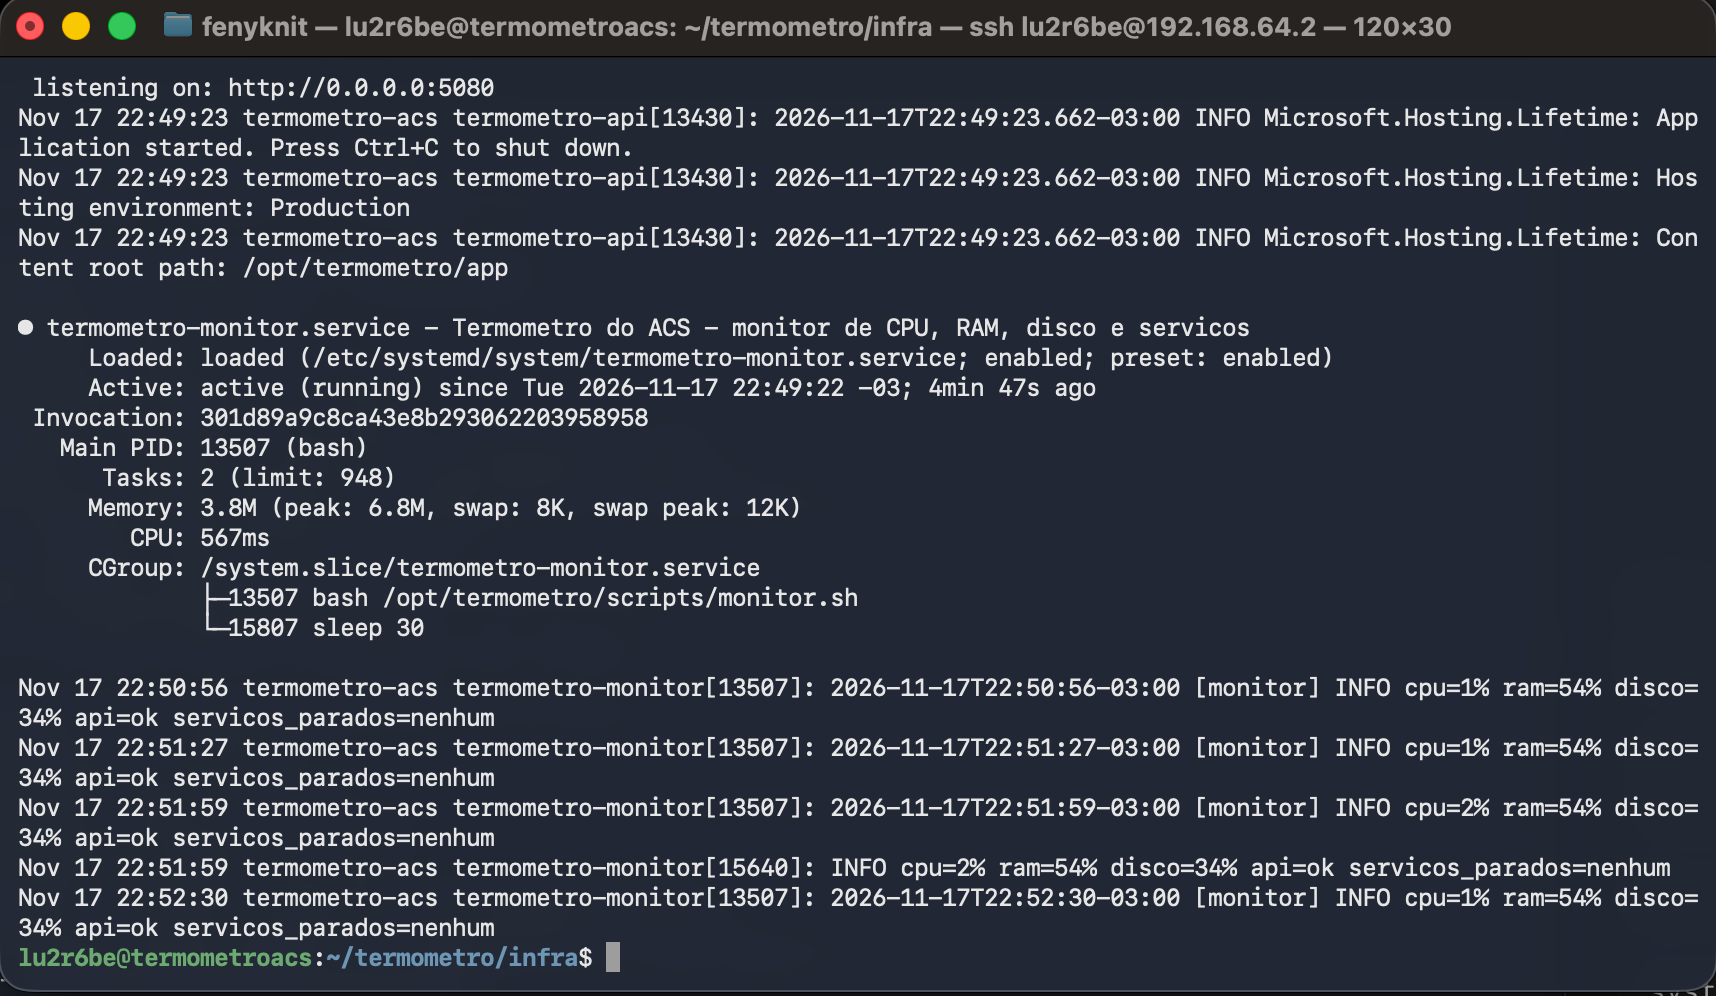 fenyknit — lu2r6be@termometroacs: ~/termometro/infra — ssh lu2r6be@192.168.64.2 — 120×30
listening on: http://0.0.0.0:5080
Nov 17 22:49:23 termometro-acs termometro-api[13430]: 2026-11-17T22:49:23.662-03:00 INFO Microsoft.Hosting.Lifetime: App
lication started. Press Ctrl+C to shut down.
Nov 17 22:49:23 termometro-acs termometro-api[13430]: 2026-11-17T22:49:23.662-03:00 INFO Microsoft.Hosting.Lifetime: Hos
ting environment: Production
Nov 17 22:49:23 termometro-acs termometro-api[13430]: 2026-11-17T22:49:23.662-03:00 INFO Microsoft.Hosting.Lifetime: Con
tent root path: /opt/termometro/app
● termometro-monitor.service - Termometro do ACS - monitor de CPU, RAM, disco e servicos
Loaded: loaded (/etc/systemd/system/termometro-monitor.service; enabled; preset: enabled)
Active: active (running) since Tue 2026-11-17 22:49:22 -03; 4min 47s ago
Invocation: 301d89a9c8ca43e8b293062203958958
Main PID: 13507 (bash)
Tasks: 2 (limit: 948)
Memory: 3.8M (peak: 6.8M, swap: 8K, swap peak: 12K)
CPU: 567ms
CGroup: /system.slice/termometro-monitor.service
├─13507 bash /opt/termometro/scripts/monitor.sh
└─15807 sleep 30
Nov 17 22:50:56 termometro-acs termometro-monitor[13507]: 2026-11-17T22:50:56-03:00 [monitor] INFO cpu=1% ram=54% disco=
34% api=ok servicos_parados=nenhum
Nov 17 22:51:27 termometro-acs termometro-monitor[13507]: 2026-11-17T22:51:27-03:00 [monitor] INFO cpu=1% ram=54% disco=
34% api=ok servicos_parados=nenhum
Nov 17 22:51:59 termometro-acs termometro-monitor[13507]: 2026-11-17T22:51:59-03:00 [monitor] INFO cpu=2% ram=54% disco=
34% api=ok servicos_parados=nenhum
Nov 17 22:51:59 termometro-acs termometro-monitor[15640]: INFO cpu=2% ram=54% disco=34% api=ok servicos_parados=nenhum
Nov 17 22:52:30 termometro-acs termometro-monitor[13507]: 2026-11-17T22:52:30-03:00 [monitor] INFO cpu=1% ram=54% disco=
34% api=ok servicos_parados=nenhum
lu2r6be@termometroacs:~/termometro/infra$